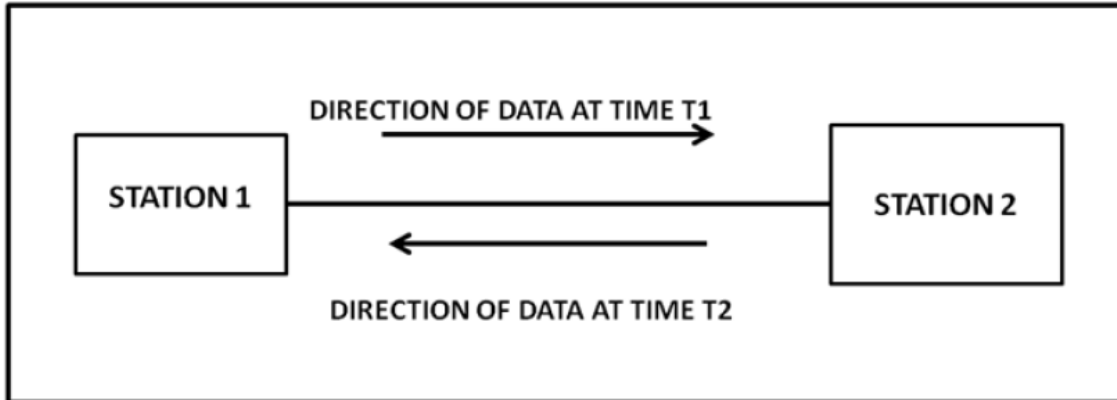 DIRECTION OF DATA AT TIME T1
STATION 1
STATION 2
DIRECTION OF DATA AT TIME T2